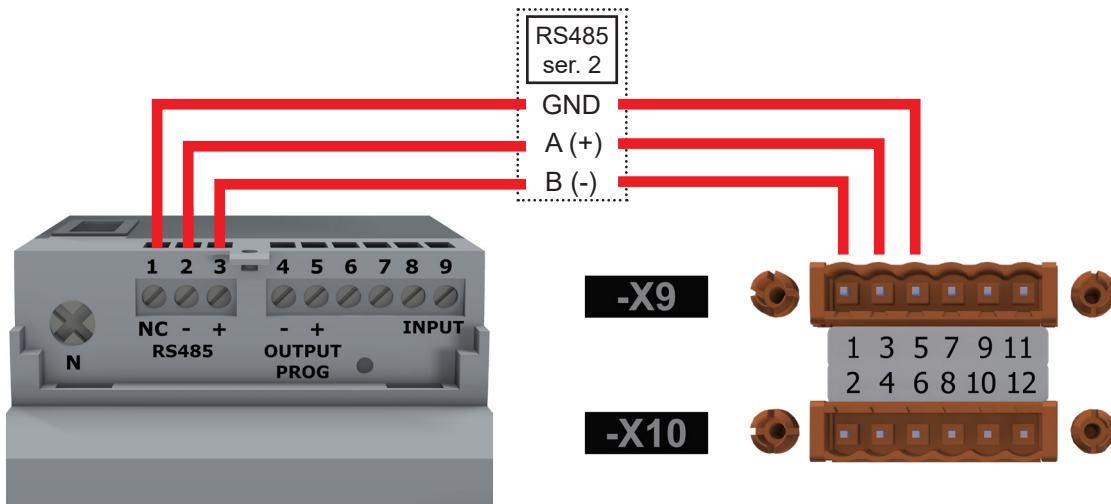 RS485
ser. 2
GND
A (+)
B (-)
1 2 3 4 5 6 7 8 9
NC - + - + INPUT
RS485 OUTPUT
PROG
N
-X9
1 3 5 7 9 11
2 4 6 8 10 12
-X10